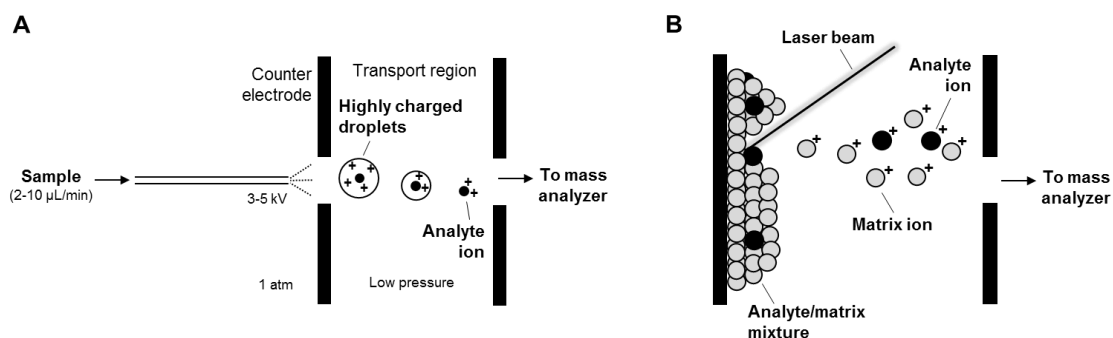 A
Counter
electrode
Transport region
Highly charged
droplets
+ + + + +
+ +
+ +
Sample
(2-10 µL/min)
3-5 kV
To mass
analyzer
Analyte
ion
1 atm
Low pressure
B
Laser beam
Analyte
ion
+ + + + + + +
Matrix ion
To mass
analyzer
Analyte/matrix
mixture